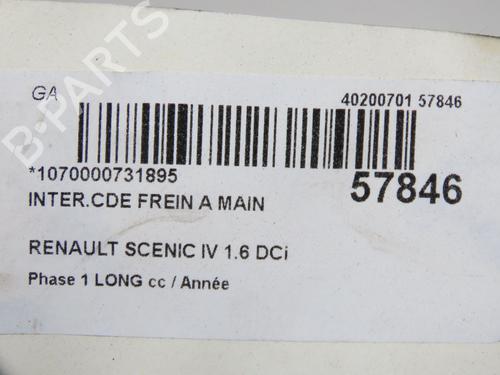 GA
40200701 57846
*1070000731895
57846
INTER.CDE FREIN A MAIN
RENAULT SCENIC IV 1.6 DCi
Phase 1 LONG cc / Année
B-PARTS